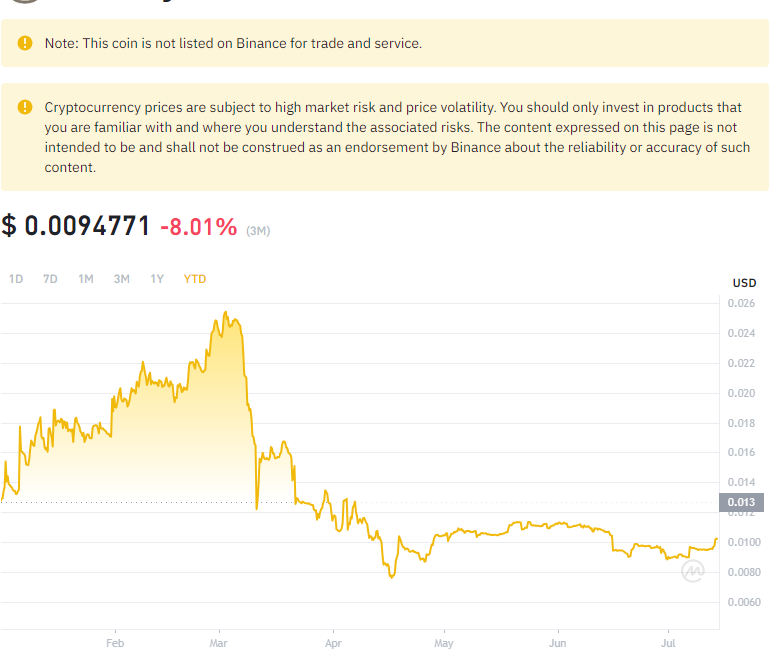 Note: This coin is not listed on Binance for trade and service.
Cryptocurrency prices are subject to high market risk and price volatility. You should only invest in products that
you are familiar with and where you understand the associated risks. The content expressed on this page is not
intended to be and shall not be construed as an endorsement by Binance about the reliability or accuracy of such
content.
$ 0.0094771 -8.01% (3M)
1D 7D 1M 3M 1Y YTD
USD
0.026
0.024
0.022
0.020
0.018
0.016
0.014
0.013
0.012
0.0100
0.0080
0.0060
Feb Mar Apr May Jun Jul